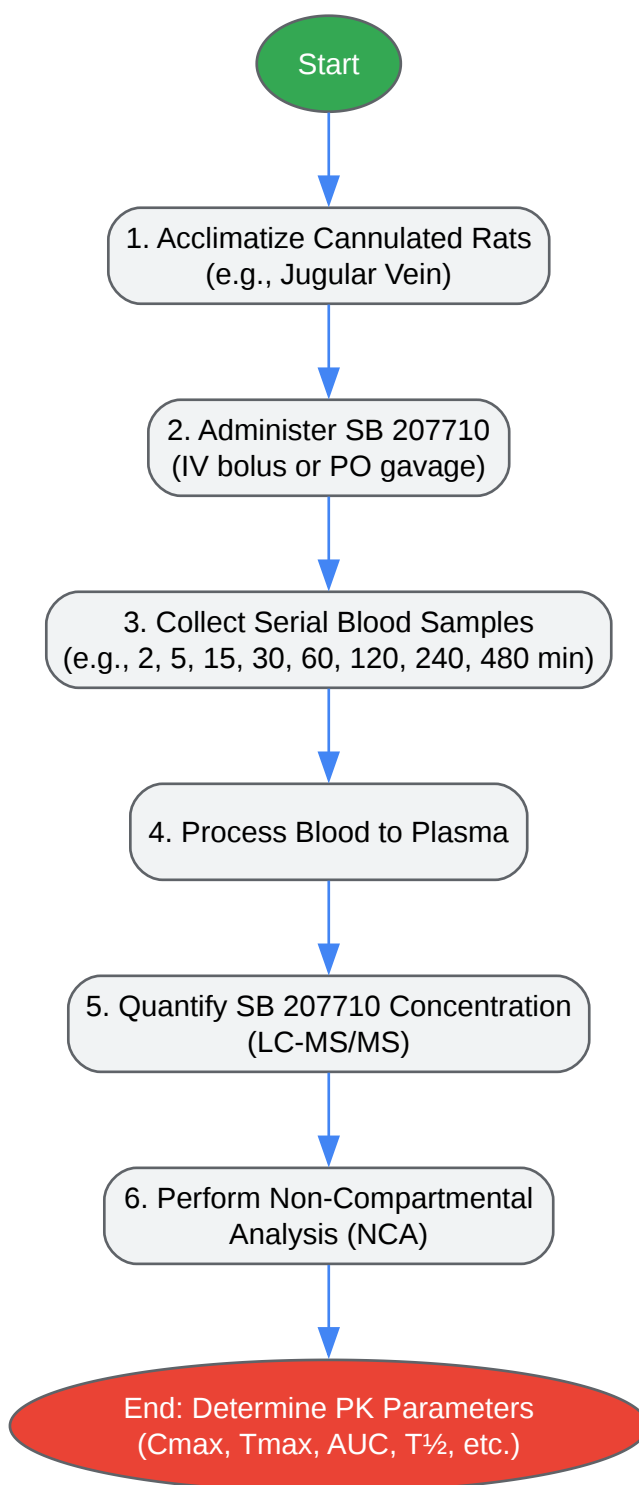 Start
1. Acclimatize Cannulated Rats
(e.g., Jugular Vein)
2. Administer SB 207710
(IV bolus or PO gavage)
3. Collect Serial Blood Samples
(e.g., 2, 5, 15, 30, 60, 120, 240, 480 min)
4. Process Blood to Plasma
5. Quantify SB 207710 Concentration
(LC-MS/MS)
6. Perform Non-Compartmental
Analysis (NCA)
End: Determine PK Parameters
(Cmax, Tmax, AUC, T½, etc.)